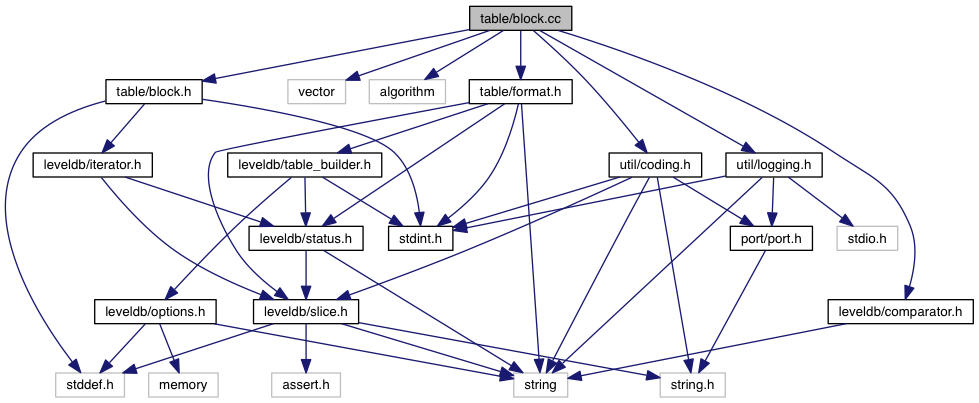 table/block.cc
table/block.h
vector
algorithm
table/format.h
leveldb/iterator.h
leveldb/table_builder.h
util/coding.h
util/logging.h
leveldb/status.h
stdint.h
port/port.h
stdio.h
leveldb/options.h
leveldb/slice.h
leveldb/comparator.h
stddef.h
memory
assert.h
string
string.h